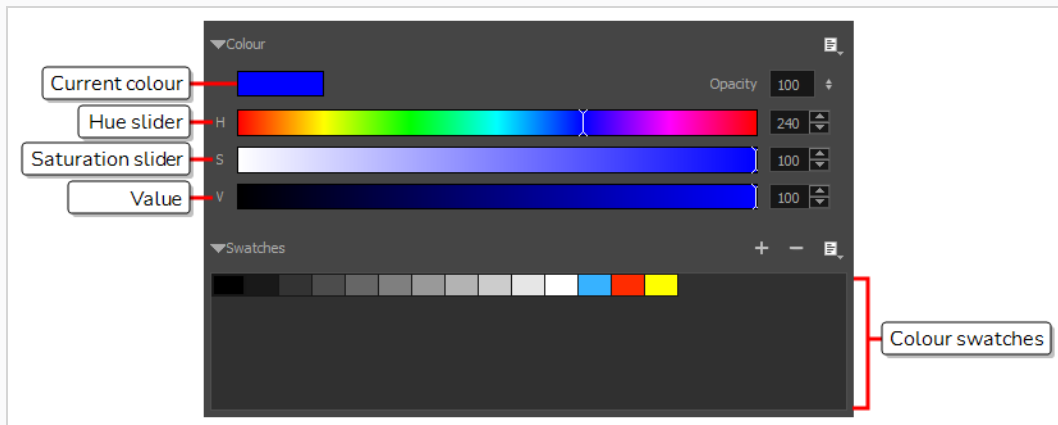 Colour
Current colour
Opacity 100
Hue slider
H 240
Saturation slider
S 100
Value
V 100
Swatches
Colour swatches